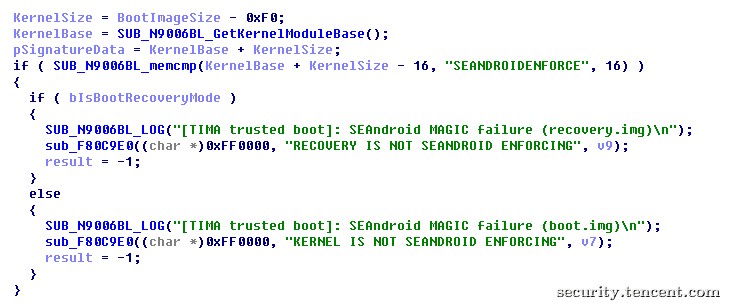 KernelSize = BootImageSize - 0xF0;
KernelBase = SUB_N9006BL_GetKernelModuleBase();
pSignatureData = KernelBase + KernelSize;
if ( SUB_N9006BL_memcmp(KernelBase + KernelSize - 16, "SEANDROIDENFORCE", 16) )
{
if ( bIsBootRecoveryMode )
{
SUB_N9006BL_LOG("[TIMA trusted boot]: SEAndroid MAGIC failure (recovery.img)\n");
sub_F80C9E0((char *)0xFF0000, "RECOVERY IS NOT SEANDROID ENFORCING", v9);
result = -1;
}
else
{
SUB_N9006BL_LOG("[TIMA trusted boot]: SEAndroid MAGIC failure (boot.img)\n");
sub_F80C9E0((char *)0xFF0000, "KERNEL IS NOT SEANDROID ENFORCING", v7);
result = -1;
}
}
security.tencent.com